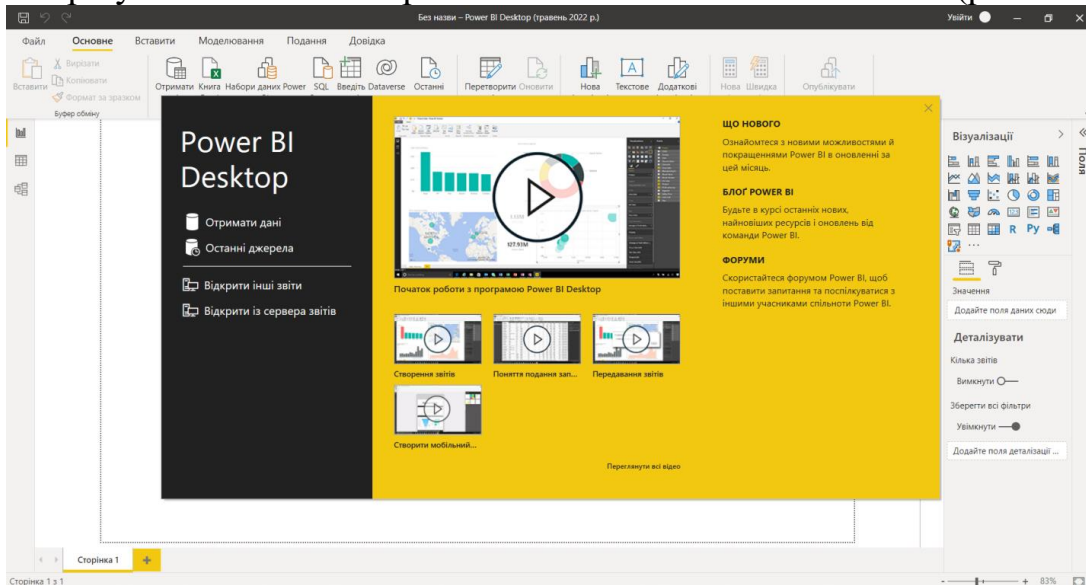 Без назви – Power BI Desktop (травень 2022 р.)
Увійти
Файл Основне Вставити Моделювання Подання Довідка
Вставити
Вирізати
Копіювати
Формат за зразком
Буфер обміну
Отримати Книга Набори даних Power SQL Введіть Dataverse Останні Перетворити Оновити Нова Текстове Додаткові Нова Швидка Опублікувати
Power BI
Desktop
Отримати дані
Останні джерела
Відкрити інші звіти
Відкрити із сервера звітів
Початок роботи з програмою Power BI Desktop
Створення звітів
Поняття подання зап...
Передавання звітів
Створити мобільний...
Переглянути всі відео
ЩО НОВОГО
Ознайомтеся з новими можливостями й
покращеннями Power BI в оновленні за
цей місяць.
БЛОҐ POWER BI
Будьте в курсі останніх нових,
найновіших ресурсів і оновлень від
команди Power BI.
ФОРУМИ
Скористайтеся форумом Power BI, щоб
поставити запитання та поспілкуватися з
іншими учасниками спільноти Power BI.
Візуалізації
Поля
R Py
Значення
Додайте поля даних сюди
Деталізувати
Кілька звітів
Вимкнути
Зберегти всі фільтри
Увімкнути
Додайте поля деталізації ...
Сторінка 1
Сторінка 1 з 1
83%